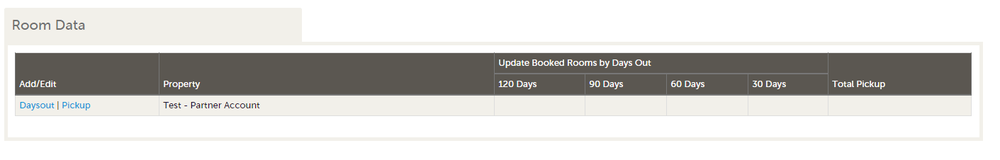 Room Data
Update Booked Rooms by Days Out
Add/Edit Property 120 Days 90 Days 60 Days 30 Days Total Pickup
Daysout | Pickup Test - Partner Account